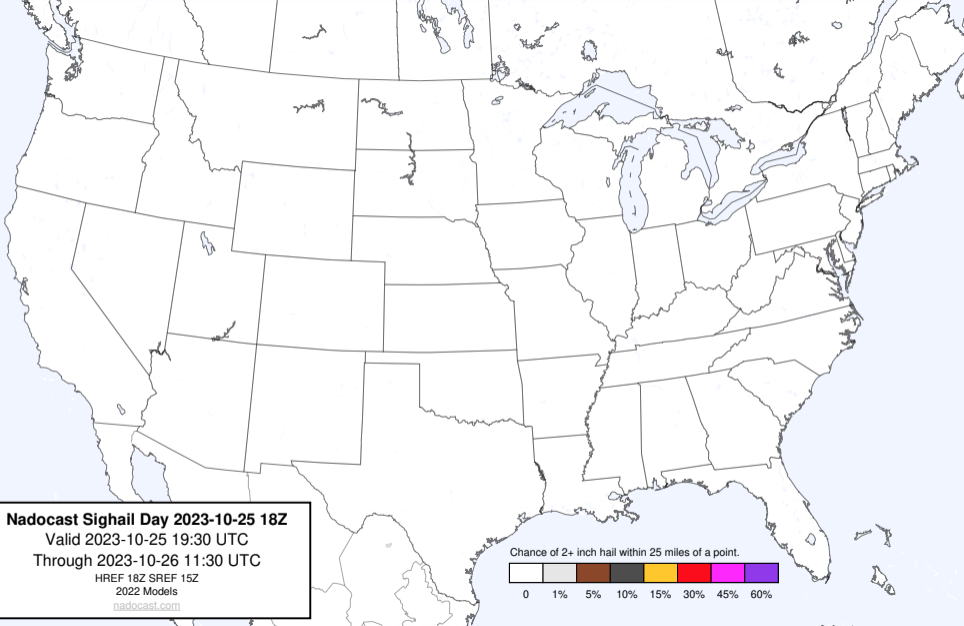 Nadocast Sighail Day 2023-10-25 18Z
Valid 2023-10-25 19:30 UTC
Through 2023-10-26 11:30 UTC
HREF 18Z SREF 15Z
2022 Models
nadocast.com
Chance of 2+ inch hail within 25 miles of a point.
0 1% 5% 10% 15% 30% 45% 60%